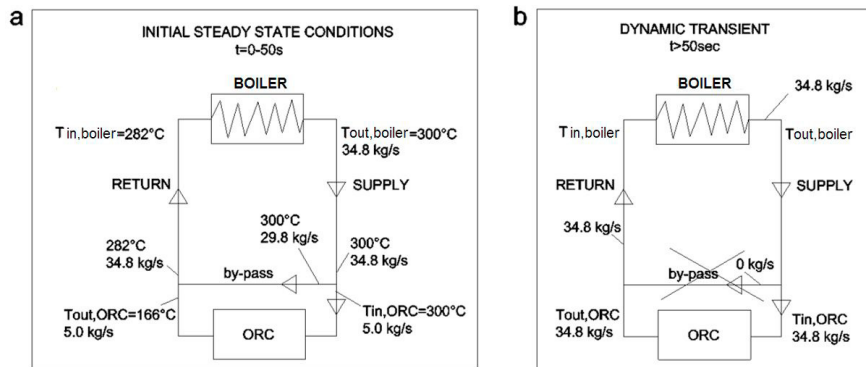 a
INITIAL STEADY STATE CONDITIONS
t=0-50s
BOILER
Tin,boiler=282°C
Tout,boiler=300°C
34.8 kg/s
RETURN
SUPPLY
300°C
29.8 kg/s
282°C
34.8 kg/s
300°C
34.8 kg/s
by-pass
Tout,ORC=166°C
5.0 kg/s
Tin,ORC=300°C
5.0 kg/s
ORC
b
DYNAMIC TRANSIENT
t>50sec
BOILER
34.8 kg/s
Tin,boiler
Tout,boiler
RETURN
SUPPLY
34.8 kg/s
by-pass
0 kg/s
Tout,ORC
34.8 kg/s
Tin,ORC
34.8 kg/s
ORC